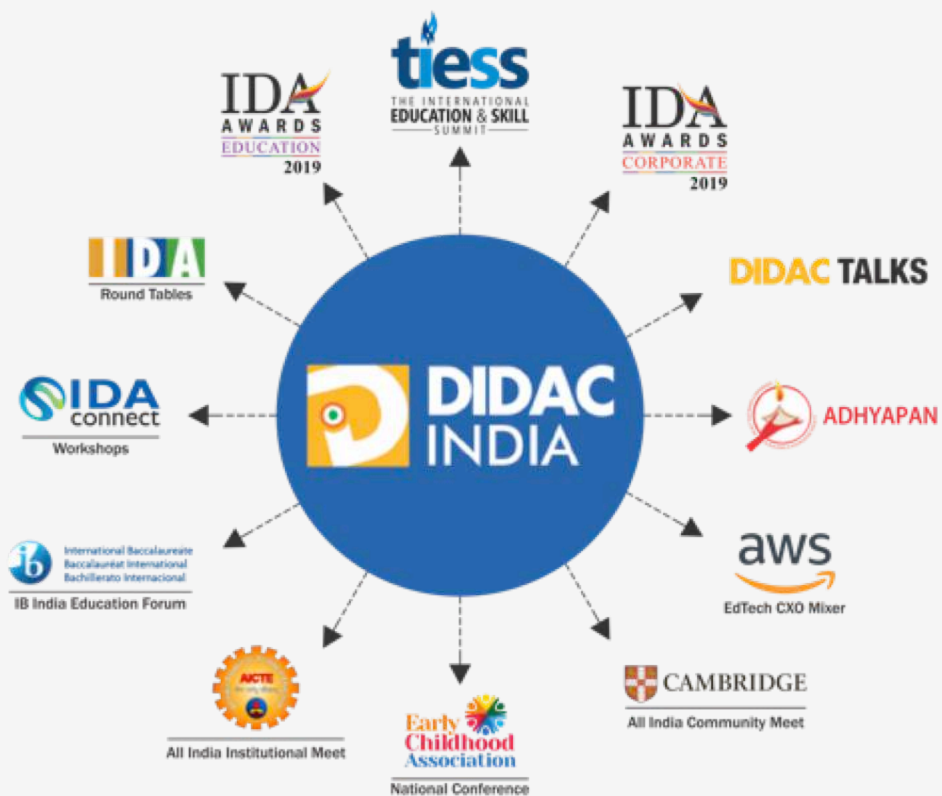 tiess
THE INTERNATIONAL
EDUCATION & SKILL
SUMMIT
IDA
AWARDS
EDUCATION
2019
IDA
AWARDS
CORPORATE
2019
IDA
Round Tables
DIDAC TALKS
IDA
connect
Workshops
DIDAC
INDIA
ADHYAPAN
ib
International Baccalaureate
Baccalauréat International
Bachillerato Internacional
IB India Education Forum
aws
EdTech CXO Mixer
AICTE
All India Institutional Meet
Early
Childhood
Association
National Conference
CAMBRIDGE
All India Community Meet